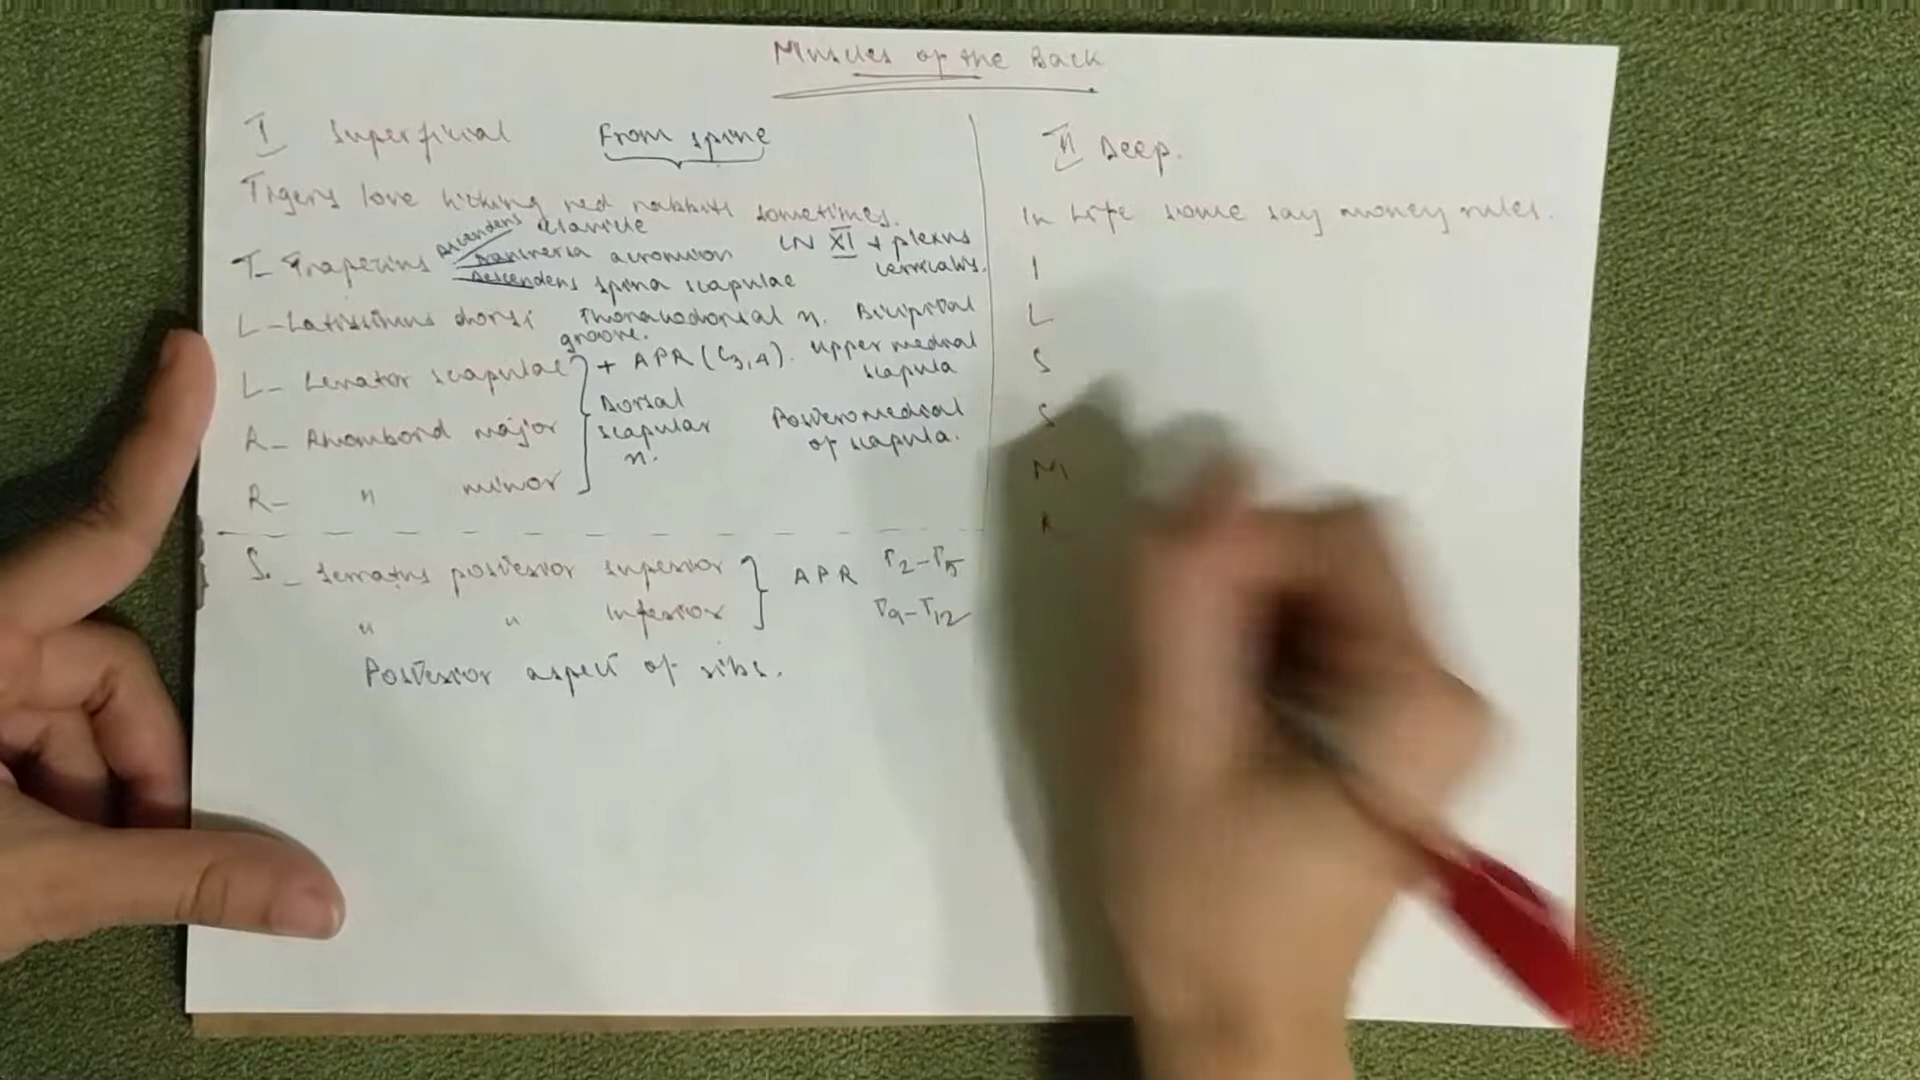 Muscles of the Back
I Superficial From spine
Tigers love kicking red rabbits sometimes.
T- Trapezius Ascendens clavicle
Transversa acromion
Descendens spina scapulae
CN XI + plexus
cervicalis.
L- Latissimus dorsi Thoracodorsal n. Bicipital
groove.
L- Levator scapulae + APR (C3,4). Upper medial
scapula
R- Rhomboid major Dorsal
scapular
n.
Posteromedial
of scapula.
R- " minor
S. - Serratus posterior superior APR T2-T5
" " inferior T9-T12
Posterior aspect of ribs.
II Deep.
In life some say money rules.
I
L
S
S
M
R